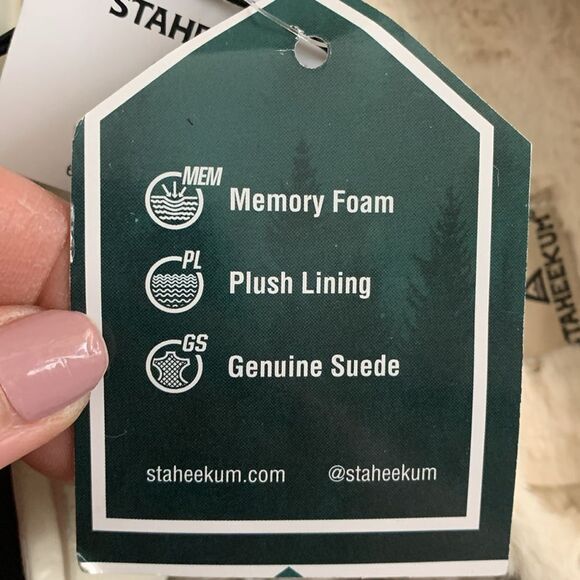 STAHEEKUM
MEM
Memory Foam
PL
Plush Lining
GS
Genuine Suede
staheekum.com @staheekum